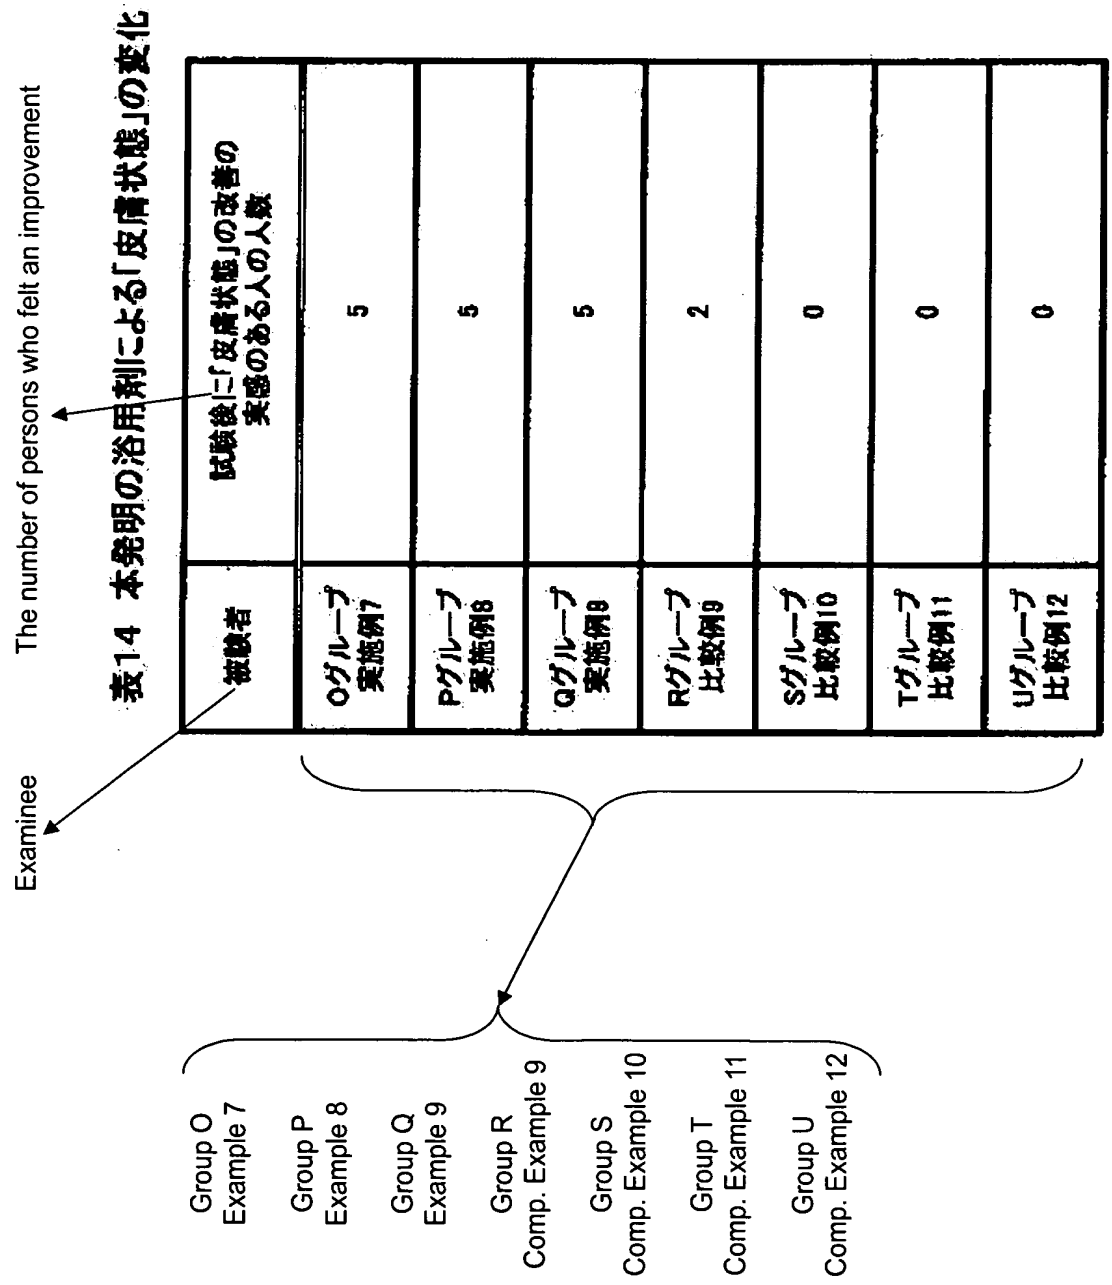 The number of persons who felt an improvement
Examinee
表14 本発明の浴用剤による「皮膚状態」の変化
被験者
試験後に「皮膚状態」の改善の
実感のある人の人数
Oグループ
実施例7
5
Pグループ
実施例8
5
Qグループ
実施例9
5
Rグループ
比較例9
2
Sグループ
比較例10
0
Tグループ
比較例11
0
Uグループ
比較例12
0
Group O
Example 7
Group P
Example 8
Group Q
Example 9
Group R
Comp. Example 9
Group S
Comp. Example 10
Group T
Comp. Example 11
Group U
Comp. Example 12